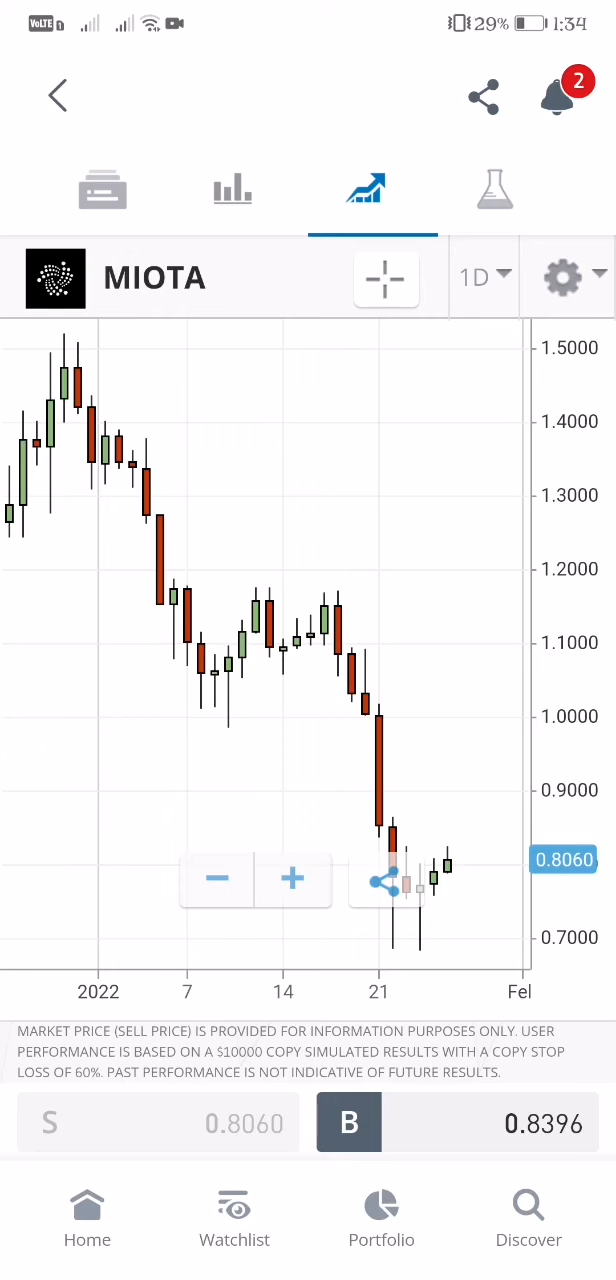 VoLTE 1 29% 1:34
2
MIOTA 1D
1.5000
1.4000
1.3000
1.2000
1.1000
1.0000
0.9000
0.8060
0.7000
2022 7 14 21 Fel
MARKET PRICE (SELL PRICE) IS PROVIDED FOR INFORMATION PURPOSES ONLY. USER
PERFORMANCE IS BASED ON A $10000 COPY SIMULATED RESULTS WITH A COPY STOP
LOSS OF 60%. PAST PERFORMANCE IS NOT INDICATIVE OF FUTURE RESULTS.
S 0.8060 B 0.8396
Home Watchlist Portfolio Discover